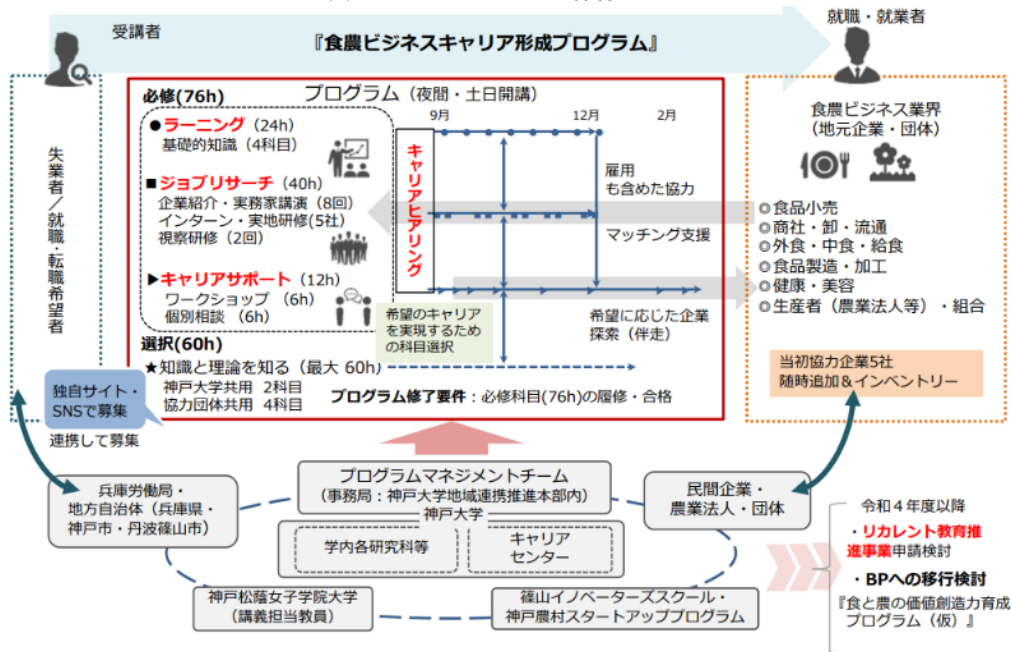 受講者
『食農ビジネスキャリア形成プログラム』
就職・就業者
失業者／就職・転職希望者
必修(76h)
プログラム（夜間・土日開講）
●ラーニング（24h）
基礎的知識（4科目）
■ジョブリサーチ（40h）
企業紹介・実務家講演（8回）
インターン・実地研修(5社)
視察研修（2回）
▶キャリアサポート（12h）
ワークショップ（6h）
個別相談（6h）
選択(60h)
★知識と理論を知る（最大 60h）
神戸大学共用 2科目
協力団体共用 4科目
キャリアヒアリング
9月
12月
2月
雇用
も含めた協力
マッチング支援
希望のキャリア
を実現するため
の科目選択
希望に応じた企業
探索（伴走）
プログラム修了要件：必修科目(76h)の履修・合格
食農ビジネス業界
（地元企業・団体）
◎食品小売
◎商社・卸・流通
◎外食・中食・給食
◎食品製造・加工
◎健康・美容
◎生産者（農業法人等）・組合
当初協力企業5社
随時追加＆インベントリー
独自サイト・
SNSで募集
連携して募集
兵庫労働局・
地方自治体（兵庫県・
神戸市・丹波篠山市）
プログラムマネジメントチーム
（事務局：神戸大学地域連携推進本部内）
神戸大学
学内各研究科等
キャリア
センター
民間企業・
農業法人・団体
神戸松蔭女子学院大学
（講義担当教員）
篠山イノベーターズスクール・
神戸農村スタートアッププログラム
令和４年度以降
・リカレント教育推
進事業申請検討
・BPへの移行検討
『食と農の価値創造力育成
プログラム（仮）』